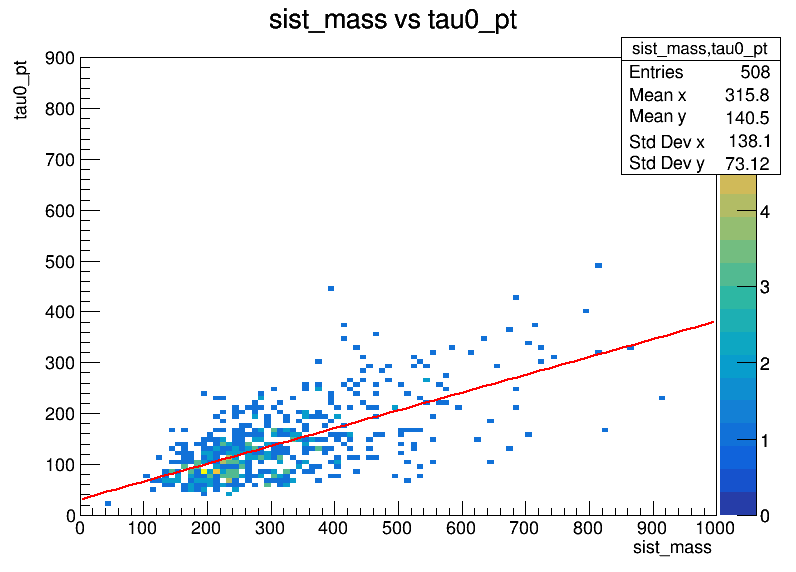 sist_mass vs tau0_pt
sist_mass,tau0_pt
Entries 508
Mean x 315.8
Mean y 140.5
Std Dev x 138.1
Std Dev y 73.12
tau0_pt
900
800
700
600
500
400
300
200
100
0
4
3
2
1
0
0 100 200 300 400 500 600 700 800 900 1000
sist_mass